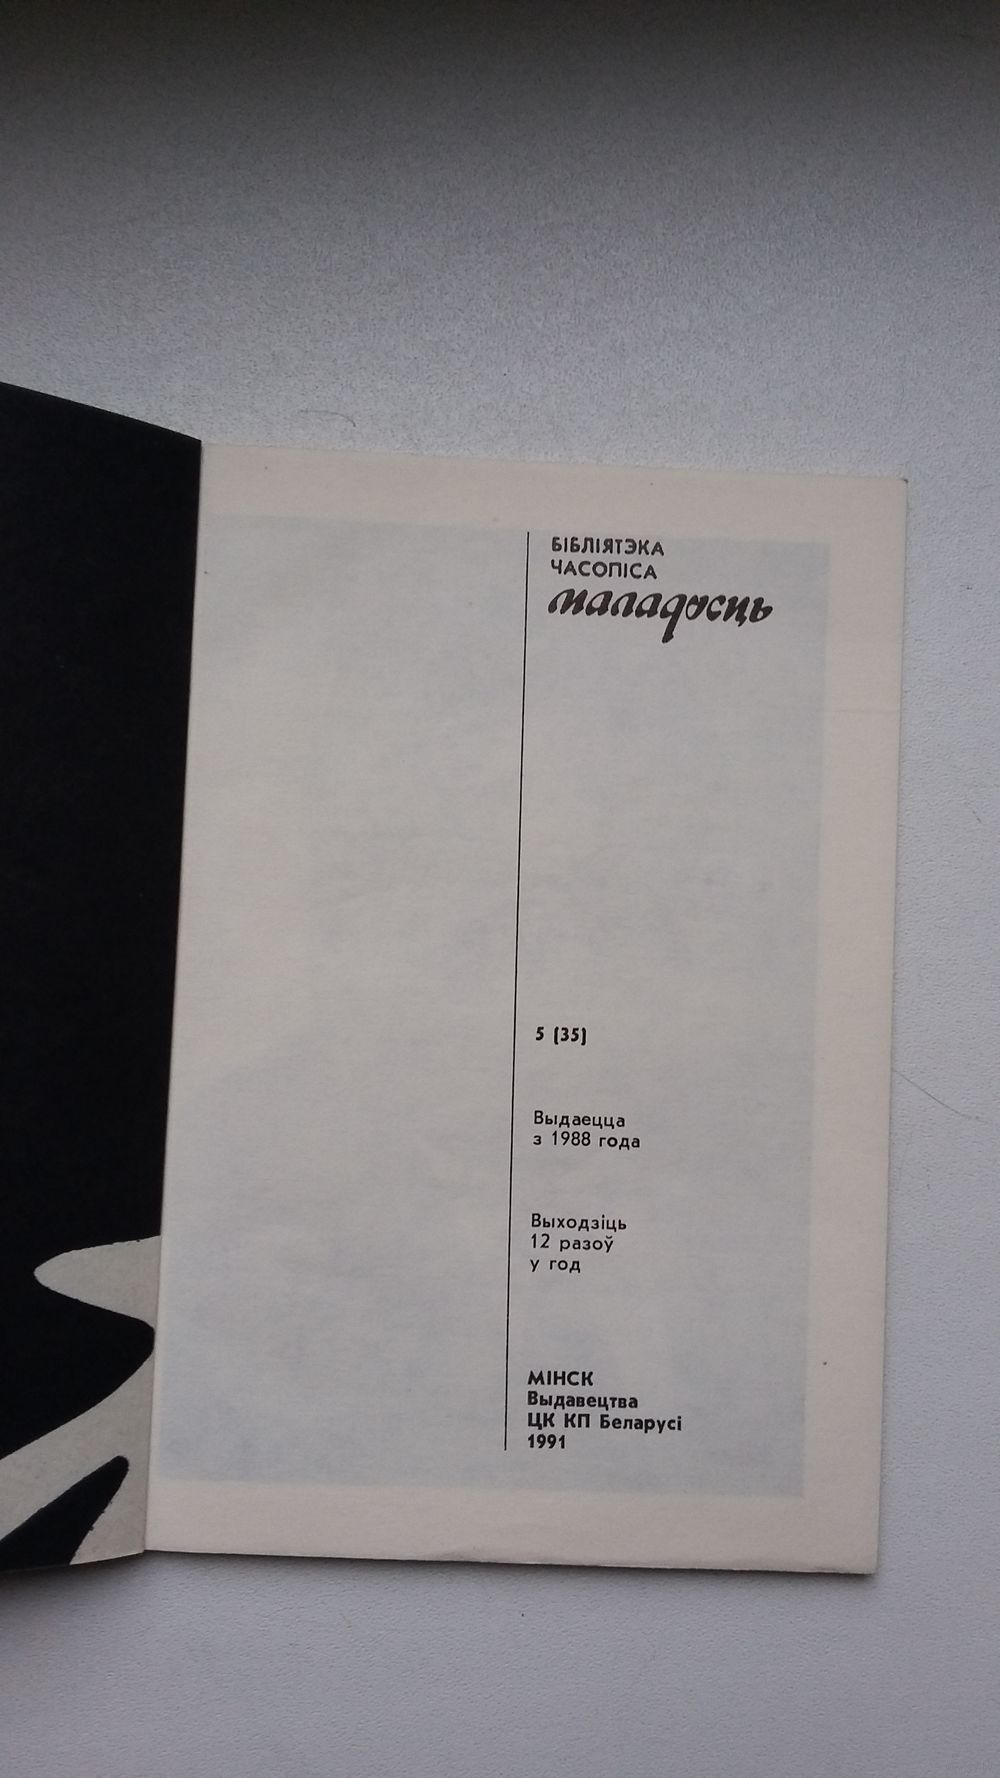 БІБЛІЯТЭКА
ЧАСОПІСА
маладосць
5 (35)
Выдаецца
з 1988 года
Выходзіць
12 разоў
у год
МІНСК
Выдавецтва
ЦК КП Беларусі
1991